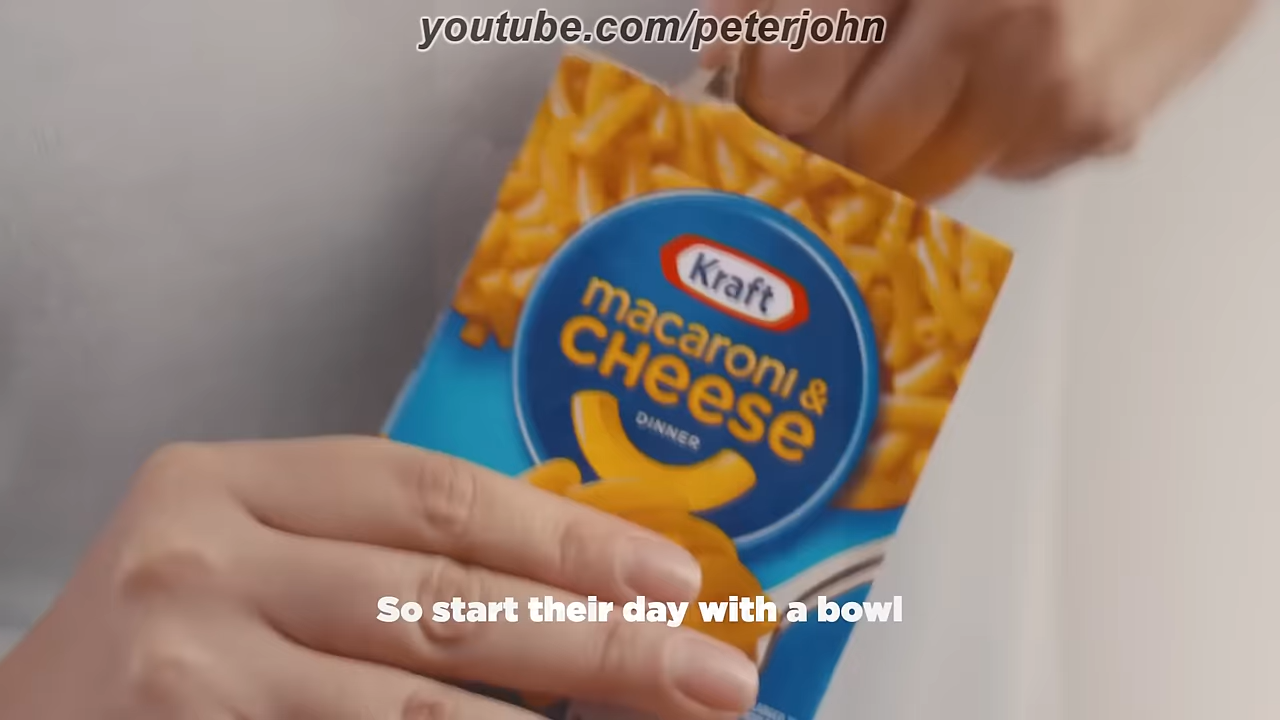 youtube.com/peterjohn
Kraft
macaroni &
CHeese
DINNER
So start their day with a bowl